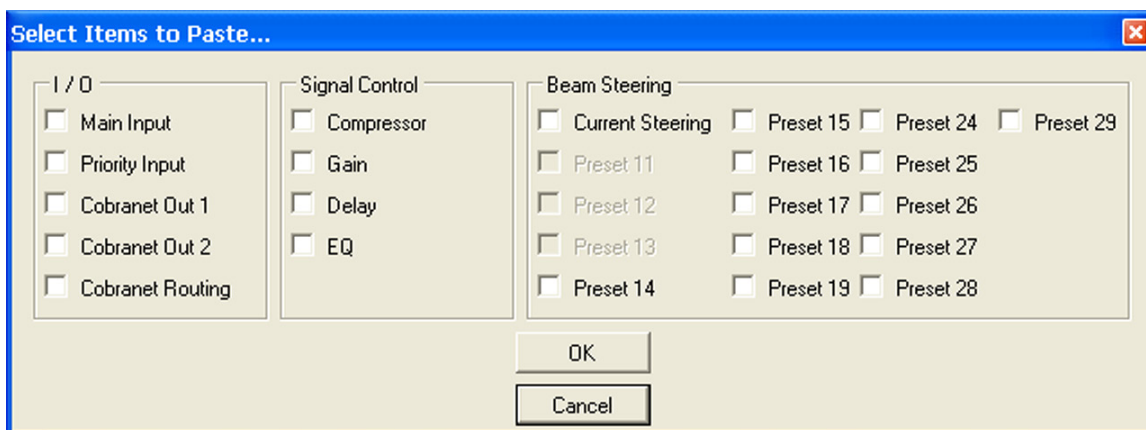 Select Items to Paste...
I / O
Main Input
Priority Input
Cobranet Out 1
Cobranet Out 2
Cobranet Routing
Signal Control
Compressor
Gain
Delay
EQ
Beam Steering
Current Steering
Preset 11
Preset 12
Preset 13
Preset 14
Preset 15
Preset 16
Preset 17
Preset 18
Preset 19
Preset 24
Preset 25
Preset 26
Preset 27
Preset 28
Preset 29
OK
Cancel